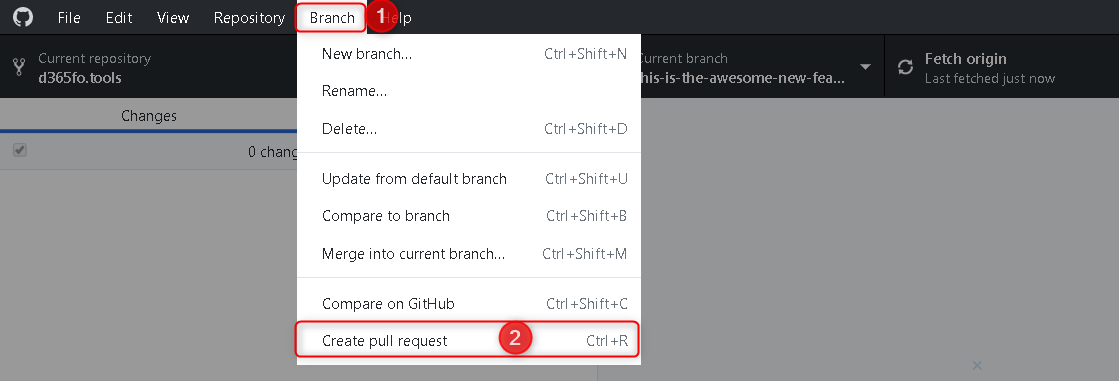 File Edit View Repository Branch 1 Help
Current repository
d365fo.tools
Current branch
this-is-the-awesome-new-fea...
Fetch origin
Last fetched just now
Changes
0 chang
New branch... Ctrl+Shift+N
Rename...
Delete... Ctrl+Shift+D
Update from default branch Ctrl+Shift+U
Compare to branch Ctrl+Shift+B
Merge into current branch... Ctrl+Shift+M
Compare on GitHub Ctrl+Shift+C
Create pull request 2 Ctrl+R